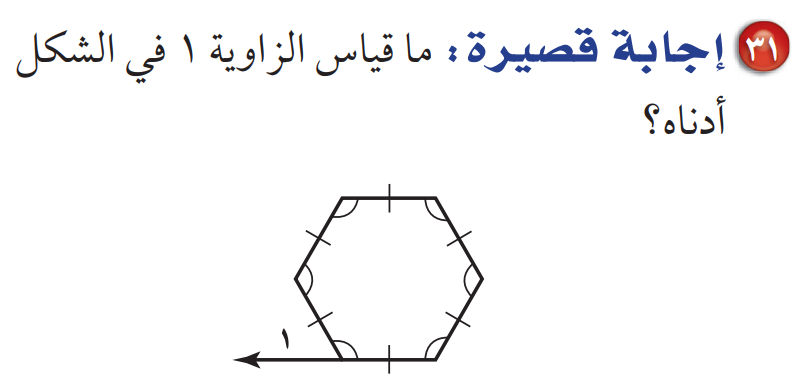 ٣١ إجابة قصيرة: ما قياس الزاوية ١ في الشكل
أدناه؟
١